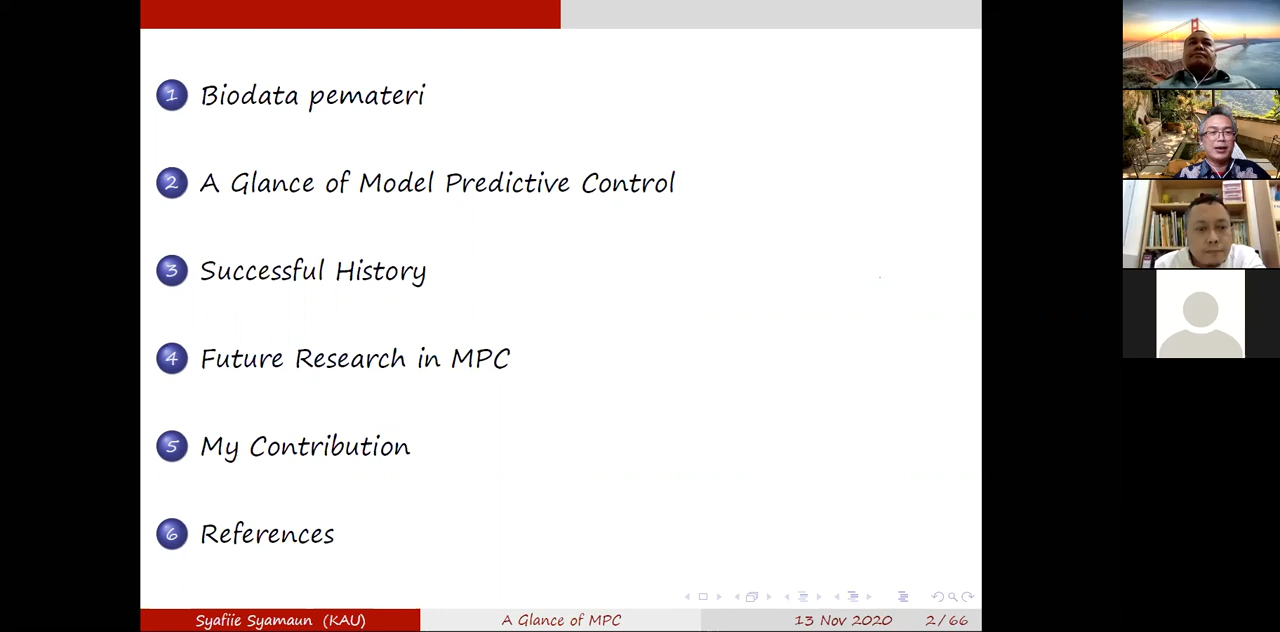 1 Biodata pemateri
2 A Glance of Model Predictive Control
3 Successful History
4 Future Research in MPC
5 My Contribution
6 References
Syafiie Syamaun (KAU) A Glance of MPC 13 Nov 2020 2/66